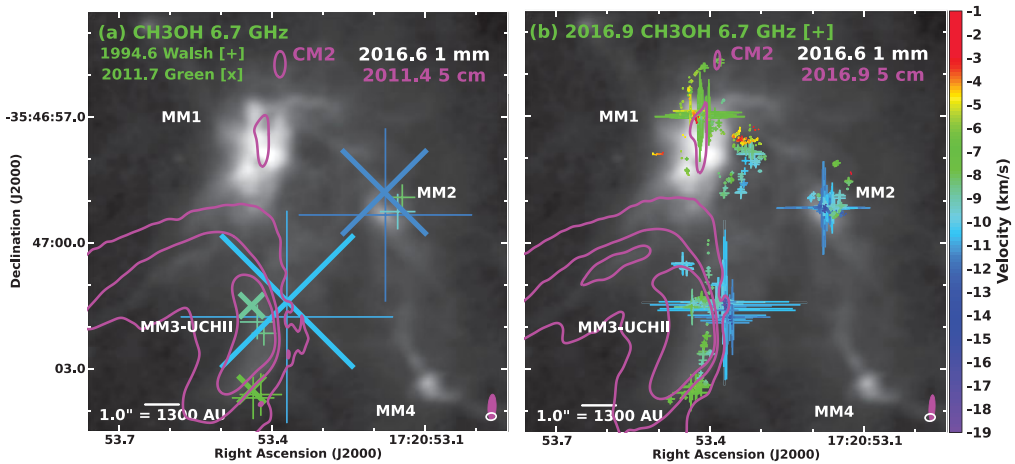 (a) CH3OH 6.7 GHz
1994.6 Walsh [+]
2011.7 Green [x]
CM2
2016.6 1 mm
2011.4 5 cm
MM1
MM2
MM3-UCHII
MM4
1.0" = 1300 AU
-35:46:57.0
47:00.0
03.0
Declination (J2000)
53.7
53.4
17:20:53.1
Right Ascension (J2000)
(b) 2016.9 CH3OH 6.7 GHz [+]
CM2
2016.6 1 mm
2016.9 5 cm
MM1
MM2
MM3-UCHII
MM4
1.0" = 1300 AU
53.7
53.4
17:20:53.1
Right Ascension (J2000)
-1
-2
-3
-4
-5
-6
-7
-8
-9
-10
-11
-12
-13
-14
-15
-16
-17
-18
-19
Velocity (km/s)